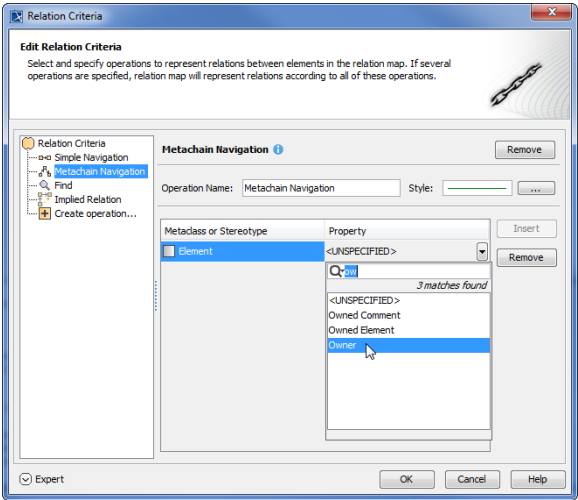 Relation Criteria
Edit Relation Criteria
Select and specify operations to represent relations between elements in the relation map. If several
operations are specified, relation map will represent relations according to all of these operations.
Relation Criteria
Simple Navigation
Metachain Navigation
Find
Implied Relation
Create operation...
Metachain Navigation
Remove
Operation Name: Metachain Navigation Style: ...
Metaclass or Stereotype Property
Insert
Element <UNSPECIFIED>
Remove
ow
3 matches found
<UNSPECIFIED>
Owned Comment
Owned Element
Owner
Expert
OK Cancel Help